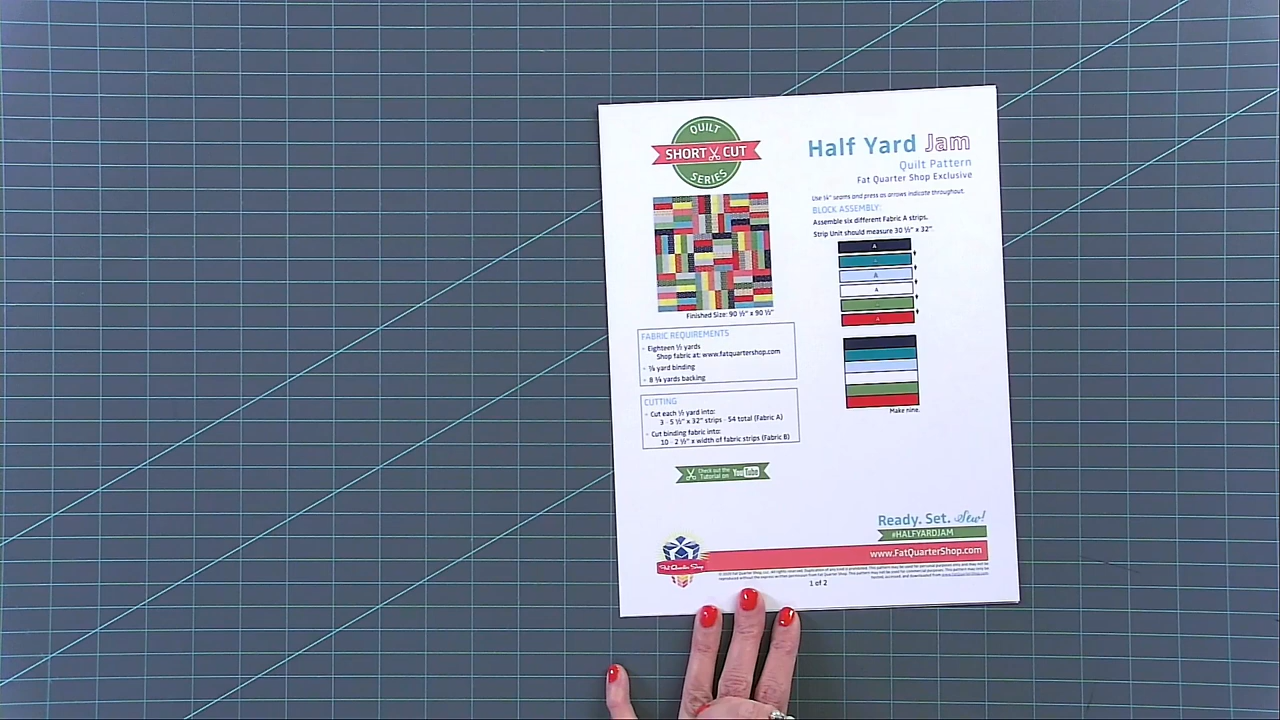 QUILT
SHORT CUT
SERIES
Finished Size: 90 ½" x 90 ½"
FABRIC REQUIREMENTS
Eighteen ½ yards
Shop fabric at: www.fatquartershop.com
⅞ yard binding
8 ¼ yards backing
CUTTING
Cut each ½ yard into:
3 - 5 ½" x 32" strips - 54 total (Fabric A)
Cut binding fabric into:
10 - 2 ½" x width of fabric strips (Fabric B)
Check out the
Tutorial on YouTube
Half Yard Jam
Quilt Pattern
Fat Quarter Shop Exclusive
Use ¼" seams and press as arrows indicate throughout.
BLOCK ASSEMBLY:
Assemble six different Fabric A strips.
Strip Unit should measure 30 ½" x 32"
A
A
A
A
A
A
Make nine.
Ready. Set. Sew!
#HALFYARDJAM
Fat Quarter Shop
www.FatQuarterShop.com
1 of 2